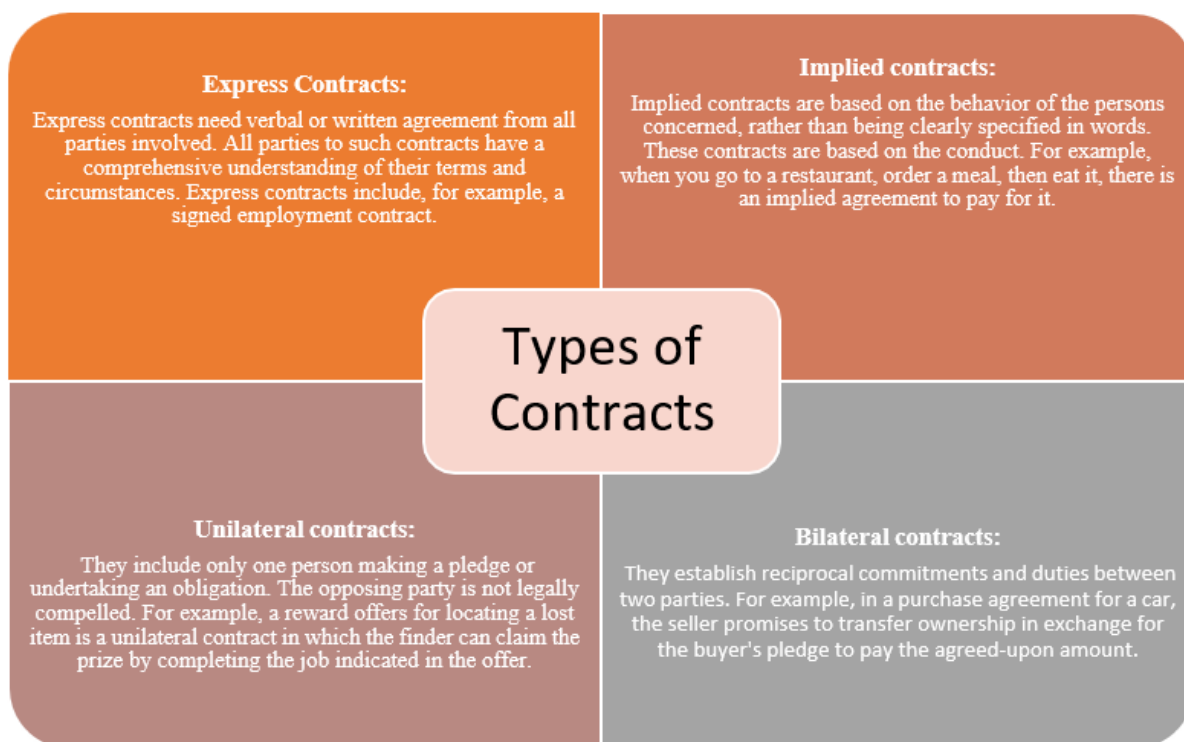 Express Contracts:
Express contracts need verbal or written agreement from all
parties involved. All parties to such contracts have a
comprehensive understanding of their terms and
circumstances. Express contracts include, for example, a
signed employment contract.
Implied contracts:
Implied contracts are based on the behavior of the persons
concerned, rather than being clearly specified in words.
These contracts are based on the conduct. For example,
when you go to a restaurant, order a meal, then eat it, there is
an implied agreement to pay for it.
Types of
Contracts
Unilateral contracts:
They include only one person making a pledge or
undertaking an obligation. The opposing party is not legally
compelled. For example, a reward offers for locating a lost
item is a unilateral contract in which the finder can claim the
prize by completing the job indicated in the offer.
Bilateral contracts:
They establish reciprocal commitments and duties between
two parties. For example, in a purchase agreement for a car,
the seller promises to transfer ownership in exchange for
the buyer's pledge to pay the agreed-upon amount.